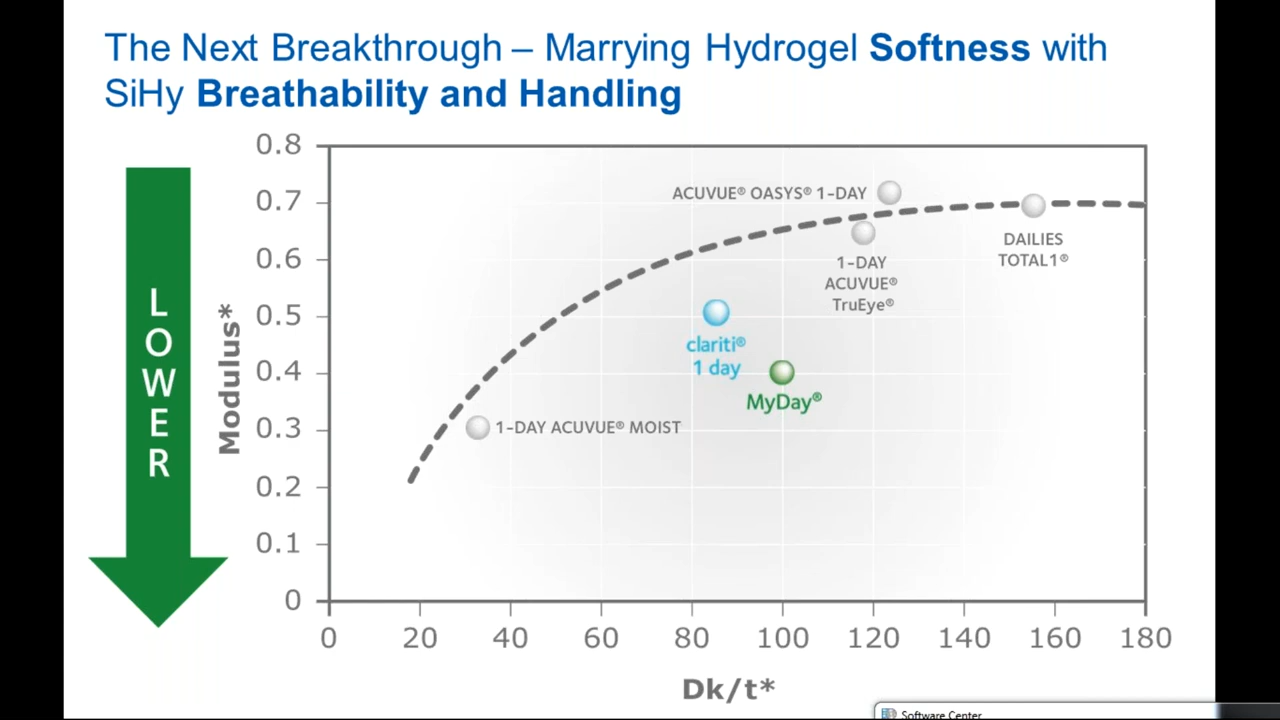 The Next Breakthrough – Marrying Hydrogel Softness with
SiHy Breathability and Handling
LOWER
Modulus*
0.8
0.7
0.6
0.5
0.4
0.3
0.2
0.1
0
ACUVUE® OASYS® 1-DAY
DAILIES
TOTAL1®
1-DAY
ACUVUE®
TruEye®
clariti®
1 day
MyDay®
1-DAY ACUVUE® MOIST
0 20 40 60 80 100 120 140 160 180
Dk/t*
Software Center